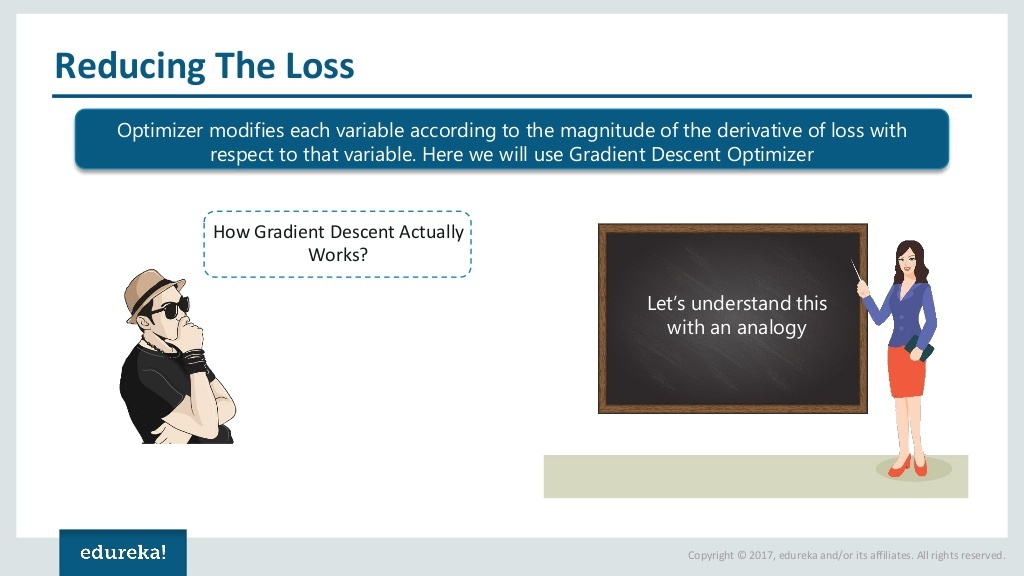 Reducing The Loss
Optimizer modifies each variable according to the magnitude of the derivative of loss with
respect to that variable. Here we will use Gradient Descent Optimizer
How Gradient Descent Actually
Works?
Let’s understand this
with an analogy
edureka!
Copyright © 2017, edureka and/or its affiliates. All rights reserved.